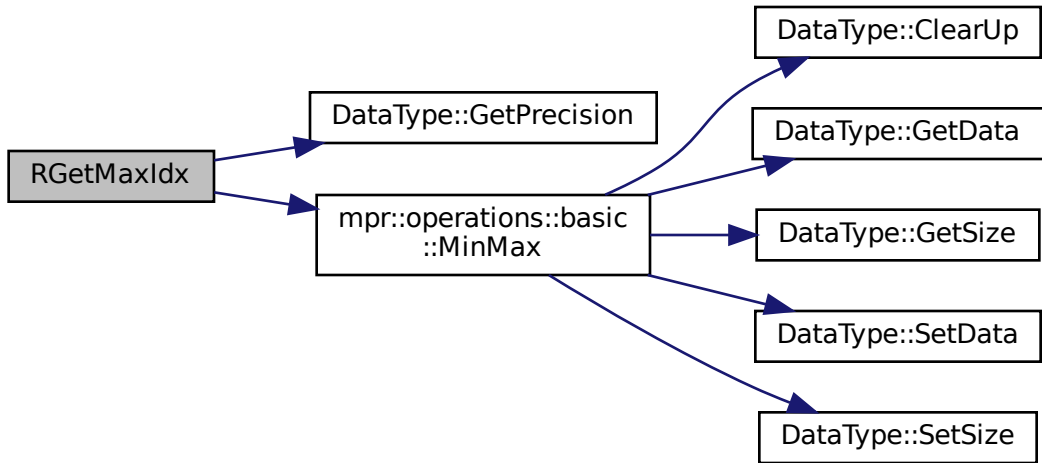 RGetMaxIdx
DataType::GetPrecision
mpr::operations::basic
::MinMax
DataType::ClearUp
DataType::GetData
DataType::GetSize
DataType::SetData
DataType::SetSize